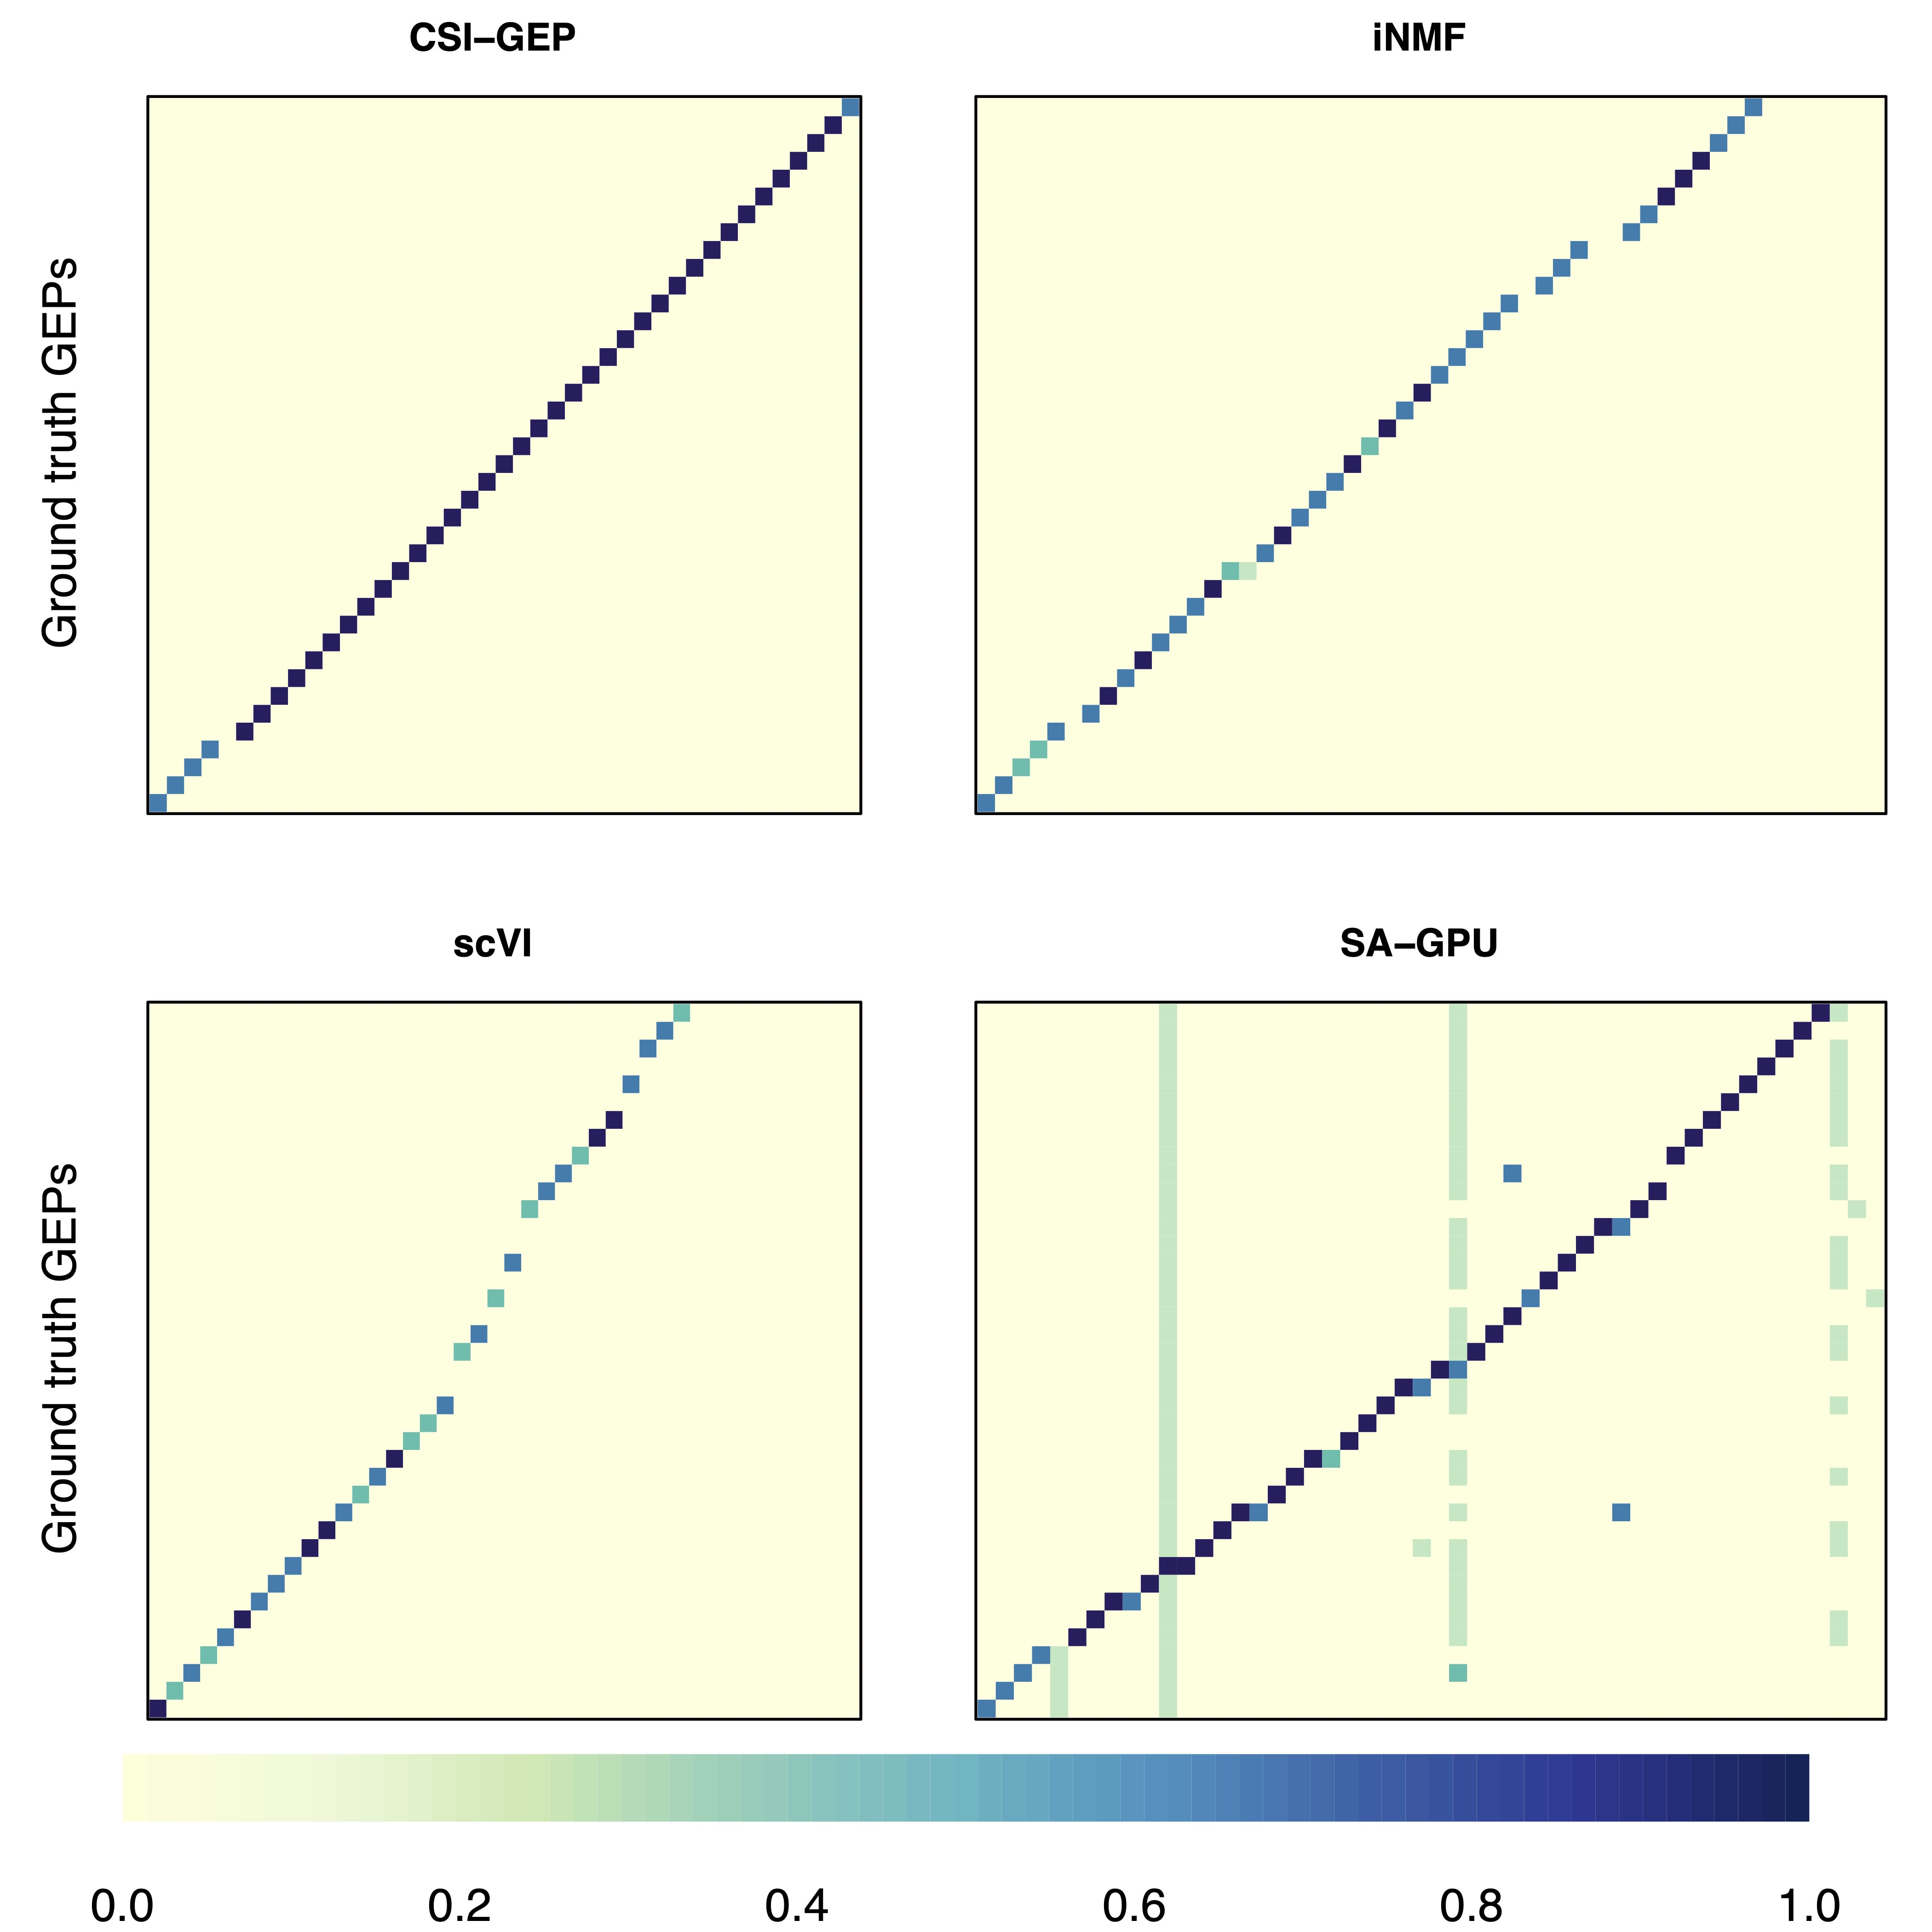 CSI–GEP
iNMF
Ground truth GEPs
scVI
SA–GPU
Ground truth GEPs
0.0 0.2 0.4 0.6 0.8 1.0